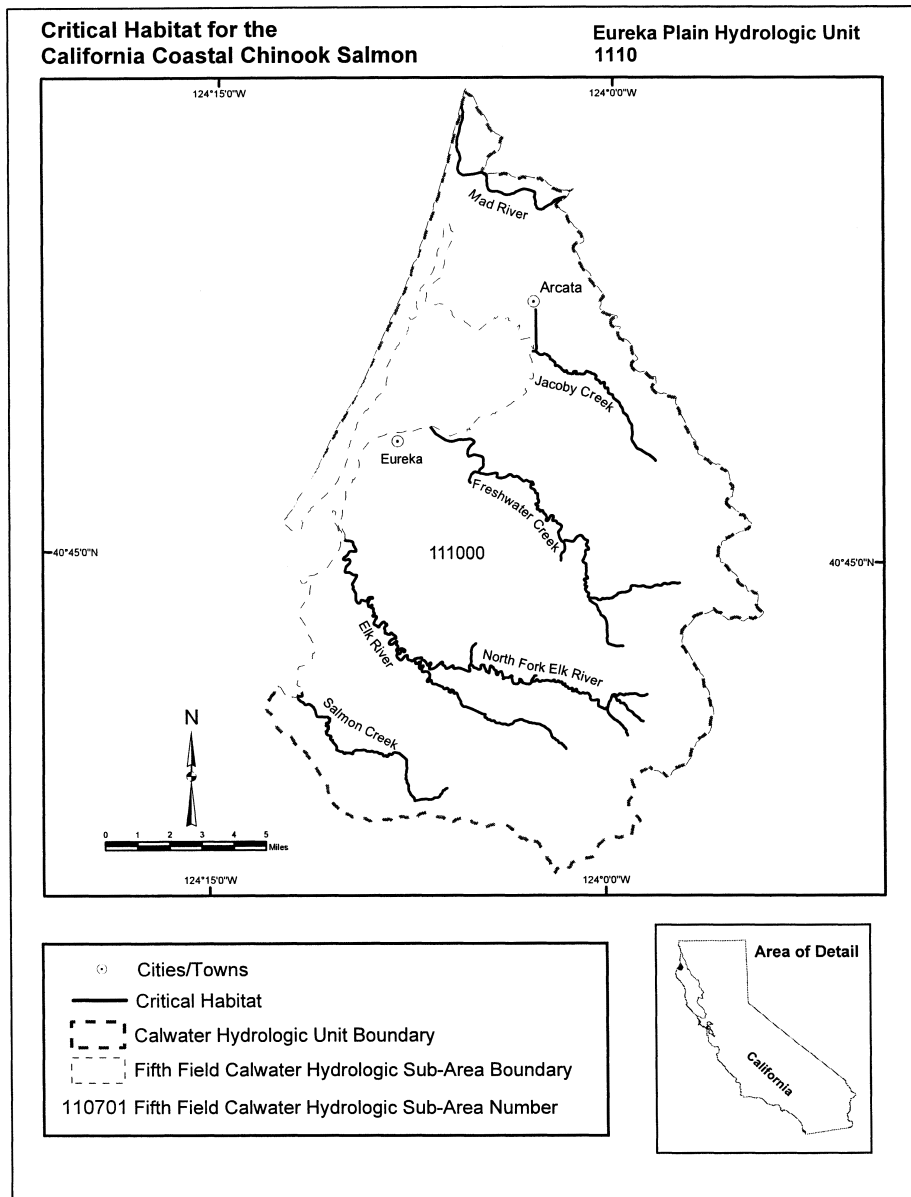 Critical Habitat for the
California Coastal Chinook Salmon
Eureka Plain Hydrologic Unit
1110
124°15'0"W
124°0'0"W
Mad River
Arcata
Jacoby Creek
Eureka
Freshwater Creek
40°45'0"N
111000
40°45'0"N
Elk River
North Fork Elk River
Salmon Creek
N
0 1 2 3 4 5
Miles
124°15'0"W
124°0'0"W
Cities/Towns
Critical Habitat
Calwater Hydrologic Unit Boundary
Fifth Field Calwater Hydrologic Sub-Area Boundary
110701 Fifth Field Calwater Hydrologic Sub-Area Number
Area of Detail
California